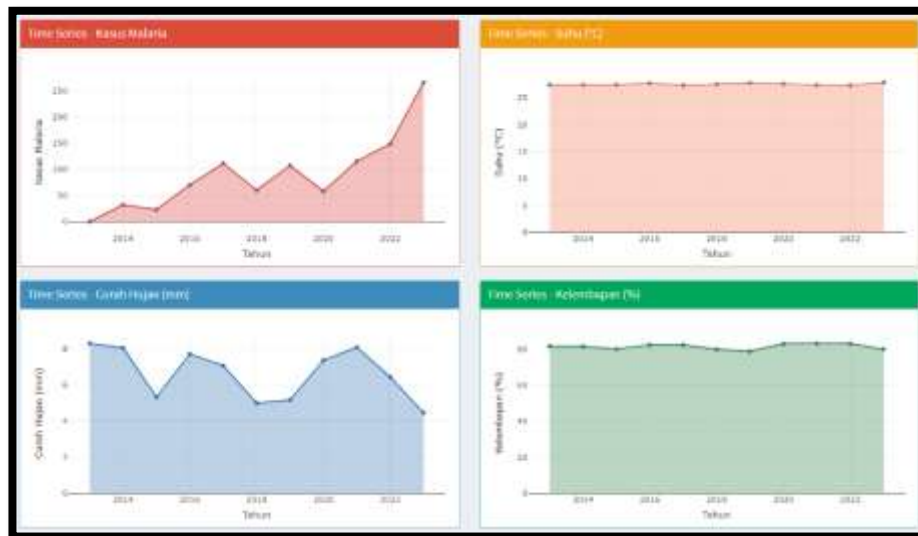 Time Series - Kasus Malaria
Kasus Malaria
250
200
150
100
50
0
2014 2016 2018 2020 2022
Tahun
Time Series - Suhu (°C)
Suhu (°C)
25
20
15
10
5
0
2014 2016 2018 2020 2022
Tahun
Time Series - Curah Hujan (mm)
Curah Hujan (mm)
8
6
4
2
0
2014 2016 2018 2020 2022
Tahun
Time Series - Kelembapan (%)
Kelembapan (%)
80
60
40
20
0
2014 2016 2018 2020 2022
Tahun